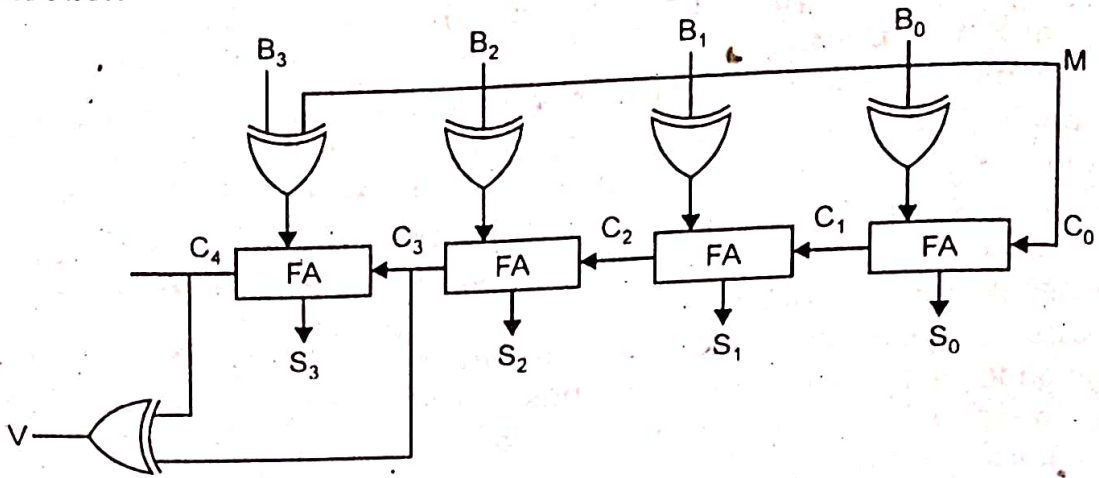 B₃ B₂ B₁ B₀
M
C₄ FA C₃ FA C₂ FA C₁ FA C₀
S₃ S₂ S₁ S₀
V